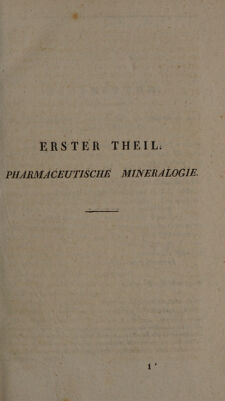 ERSTER THEIL.
PHARMACEUTISCHE MINERALOGIE.
1 *